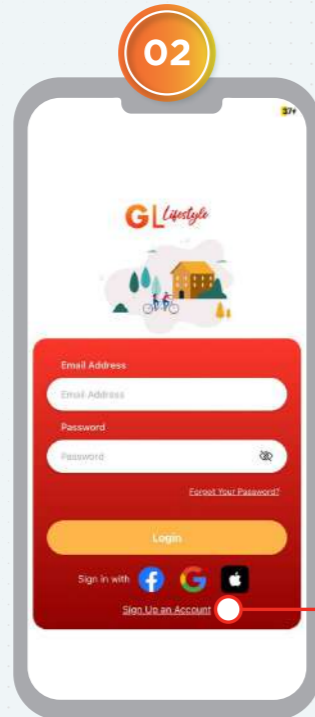 02
37+
GL Lifestyle
Email Address
Email Address
Password
Password
Forgot Your Password?
Login
Sign in with
Sign Up an Account